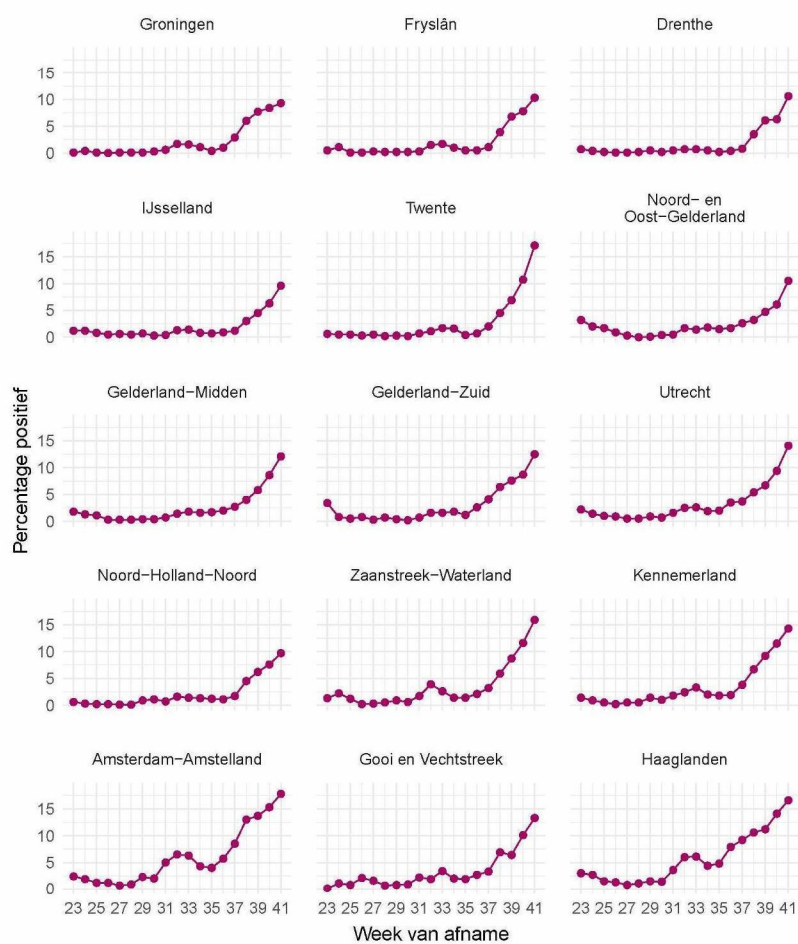 Groningen
Fryslân
Drenthe
15
10
5
0
IJsselland
Twente
Noord− en
Oost−Gelderland
15
10
5
0
Percentage positief
Gelderland−Midden
Gelderland−Zuid
Utrecht
15
10
5
0
Noord−Holland−Noord
Zaanstreek−Waterland
Kennemerland
15
10
5
0
Amsterdam−Amstelland
Gooi en Vechtstreek
Haaglanden
15
10
5
0
23 25 27 29 31 33 35 37 39 41
23 25 27 29 31 33 35 37 39 41
23 25 27 29 31 33 35 37 39 41
Week van afname